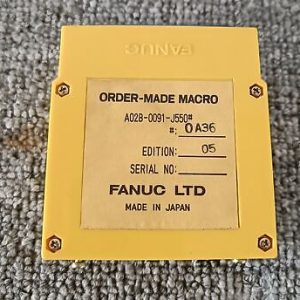 FANUC
ORDER-MADE MACRO
A02B-0091-J550#
#: 0A36
EDITION: 05
SERIAL NO:
FANUC LTD
MADE IN JAPAN